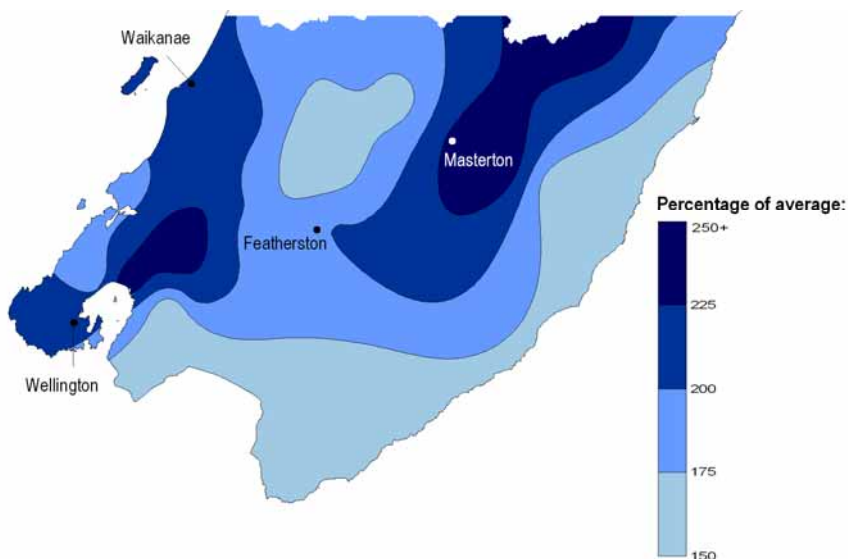 Waikanae
Masterton
Percentage of average:
250+
Featherston
225
Wellington
200
175
150